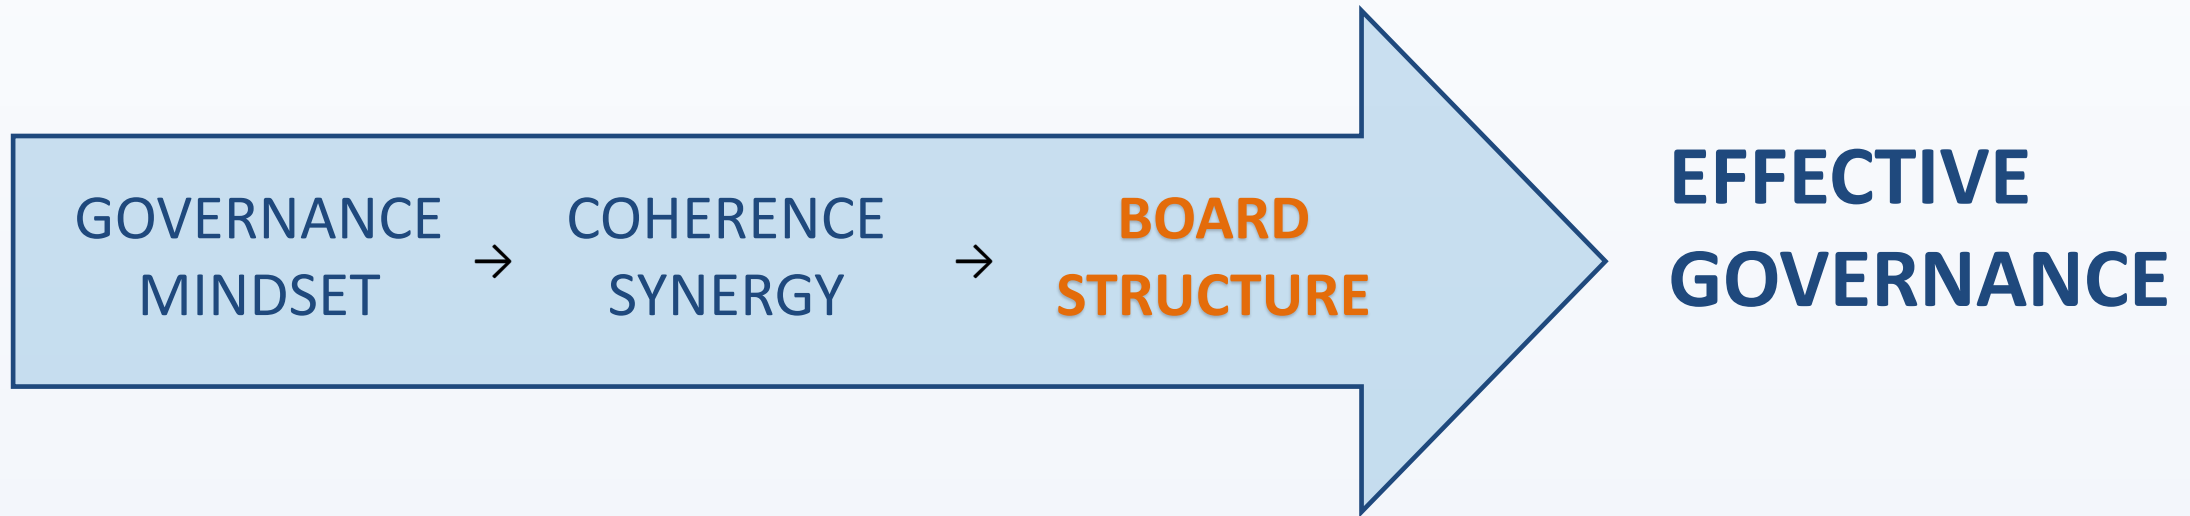 GOVERNANCE
MINDSET
→
COHERENCE
SYNERGY
→
BOARD
STRUCTURE
EFFECTIVE
GOVERNANCE